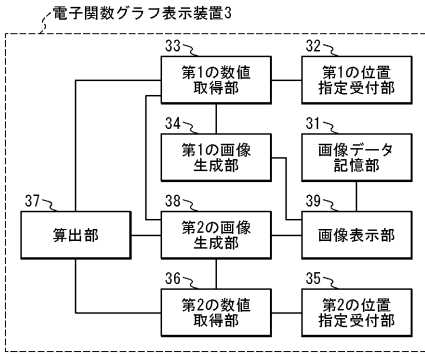 電子関数グラフ表示装置3
33
第1の数値
取得部
32
第1の位置
指定受付部
34
第1の画像
生成部
31
画像データ
記憶部
37
算出部
38
第2の画像
生成部
39
画像表示部
36
第2の数値
取得部
35
第2の位置
指定受付部